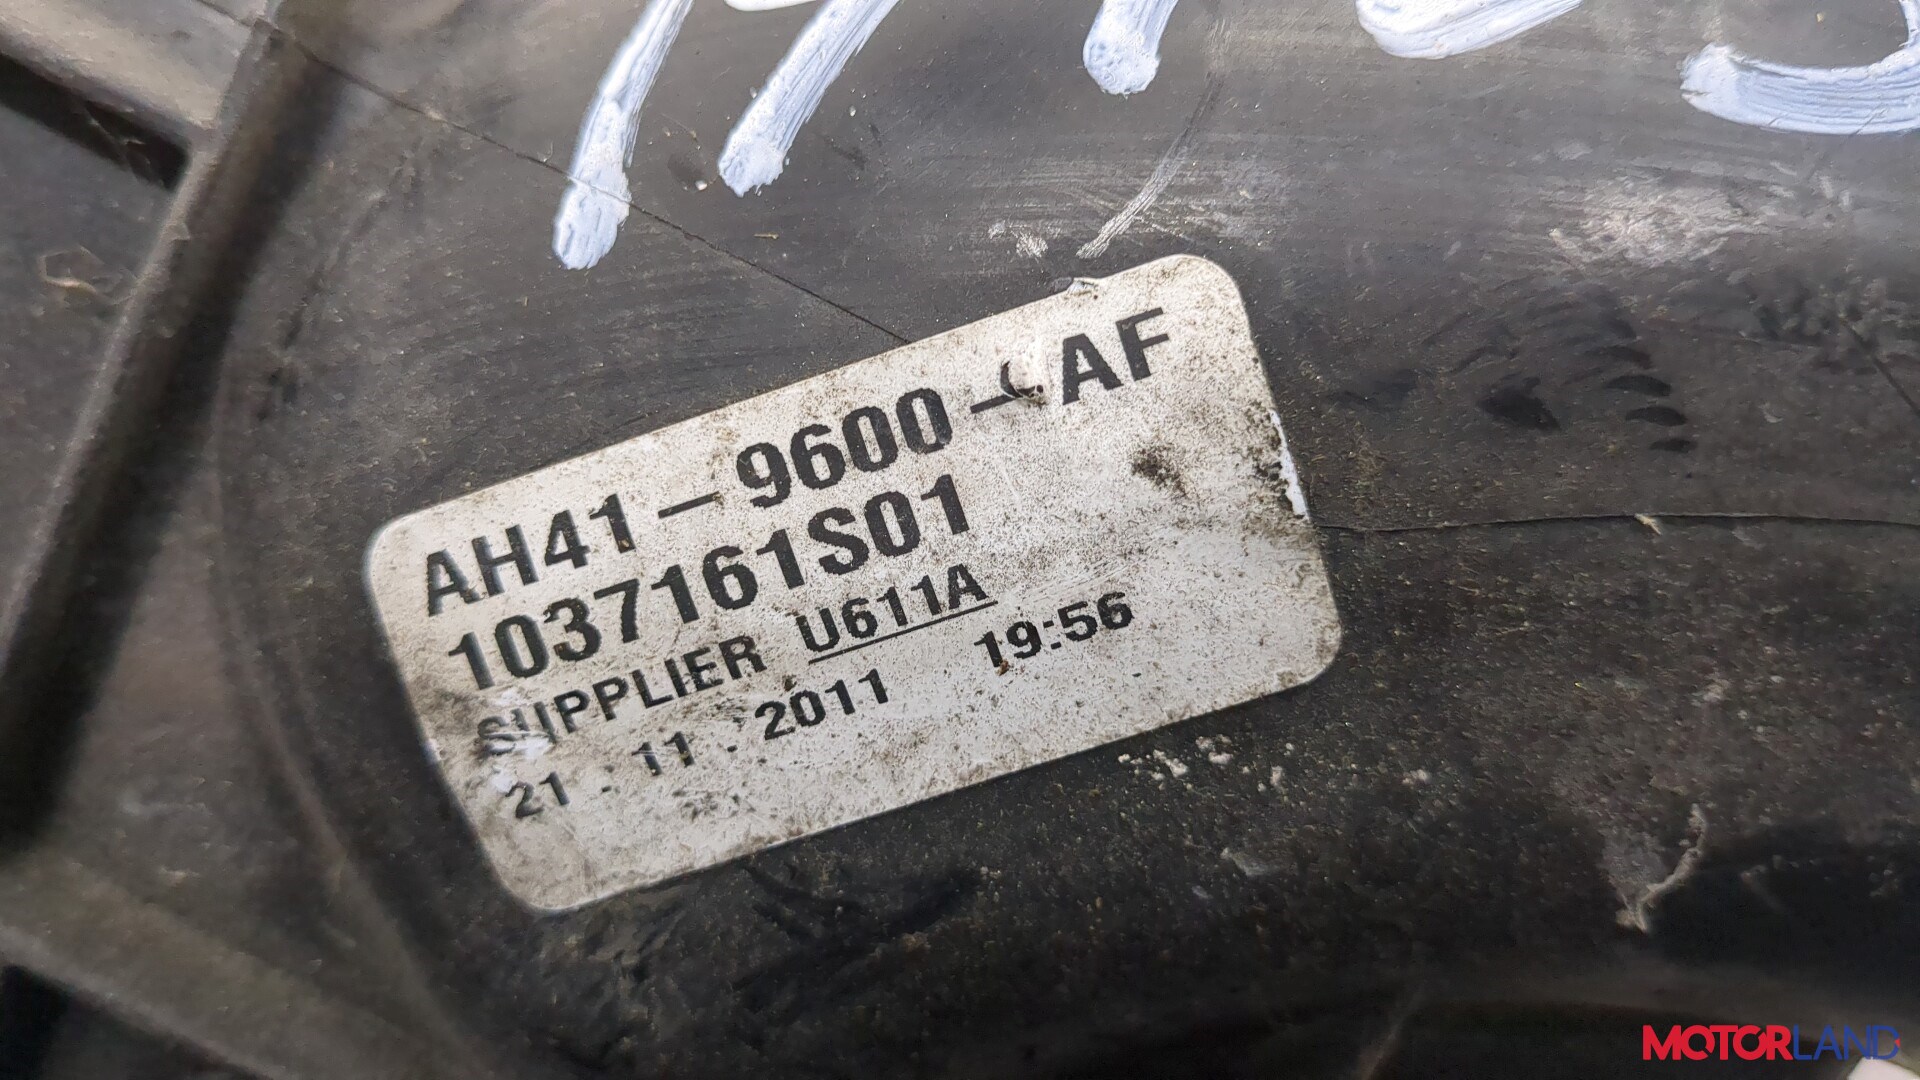 AH41-9600-AF
1037161S01
SUPPLIER U611A
21 . 11 . 2011 19:56
MOTORLAND